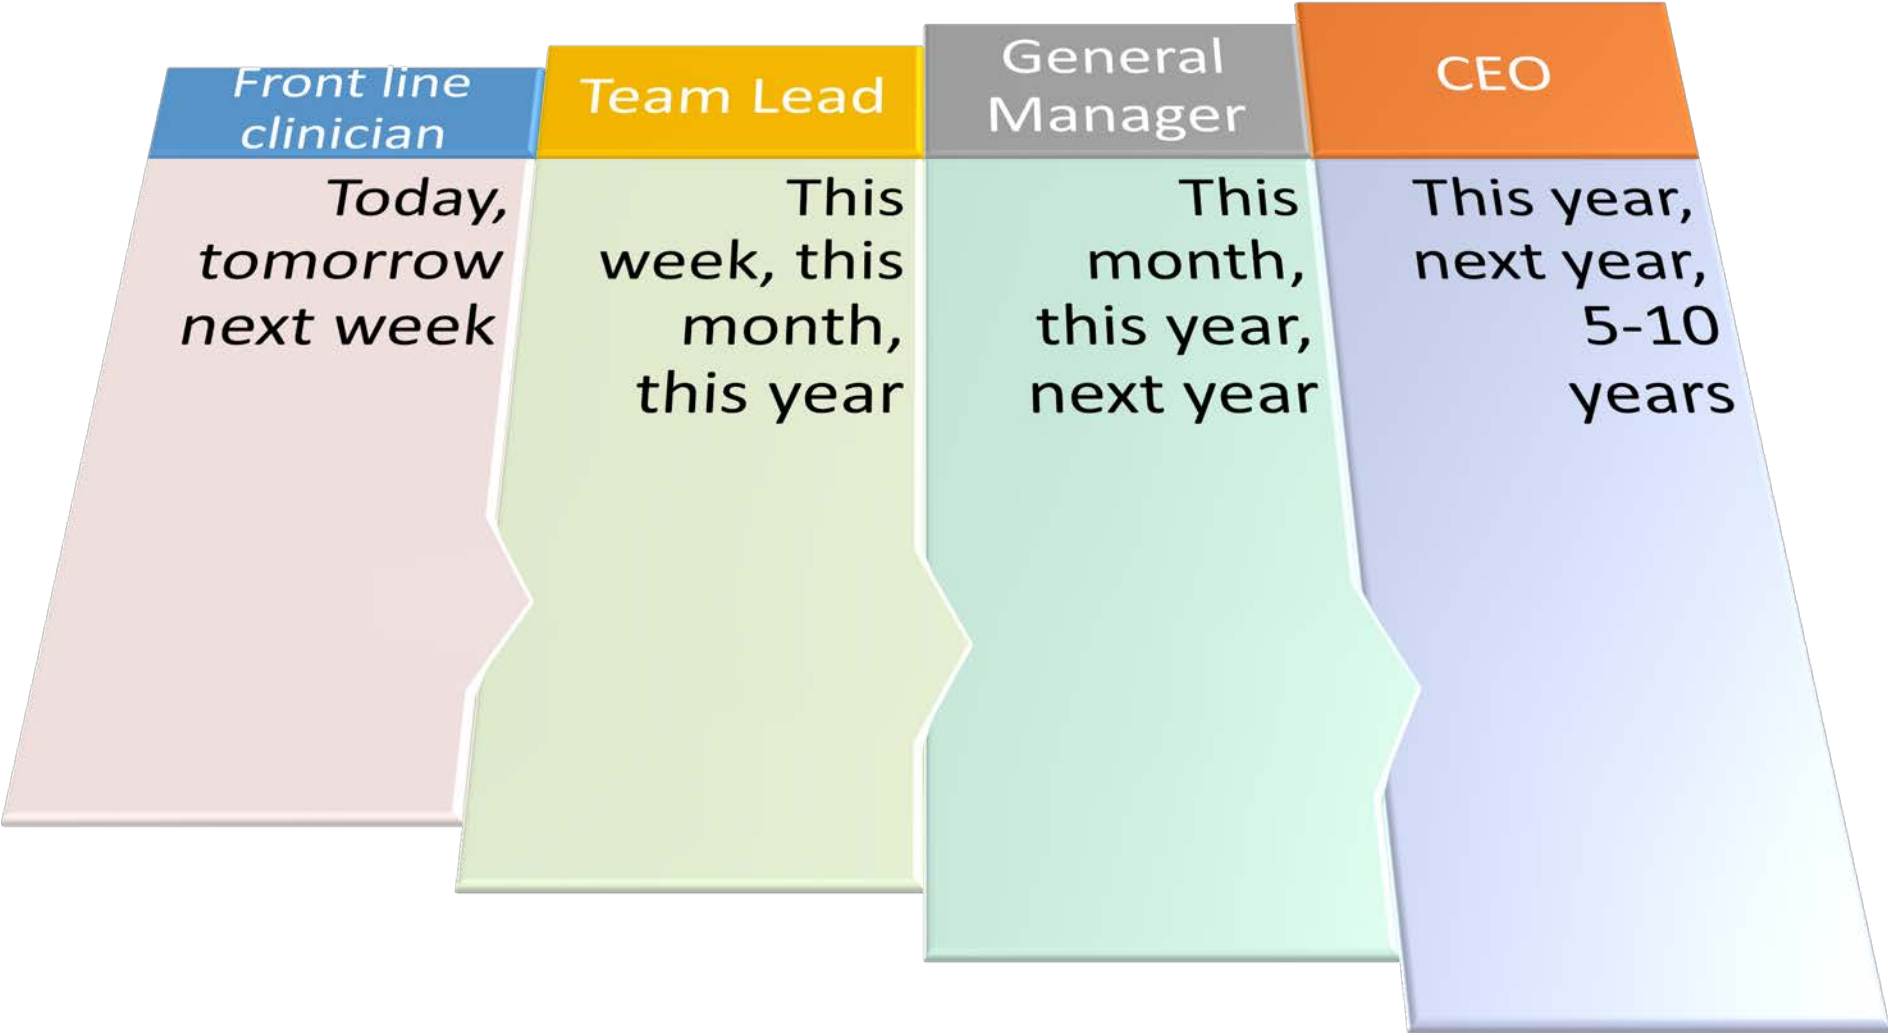 Front line
clinician
Today,
tomorrow
next week
Team Lead
This
week, this
month,
this year
General
Manager
This
month,
this year,
next year
CEO
This year,
next year,
5-10
years